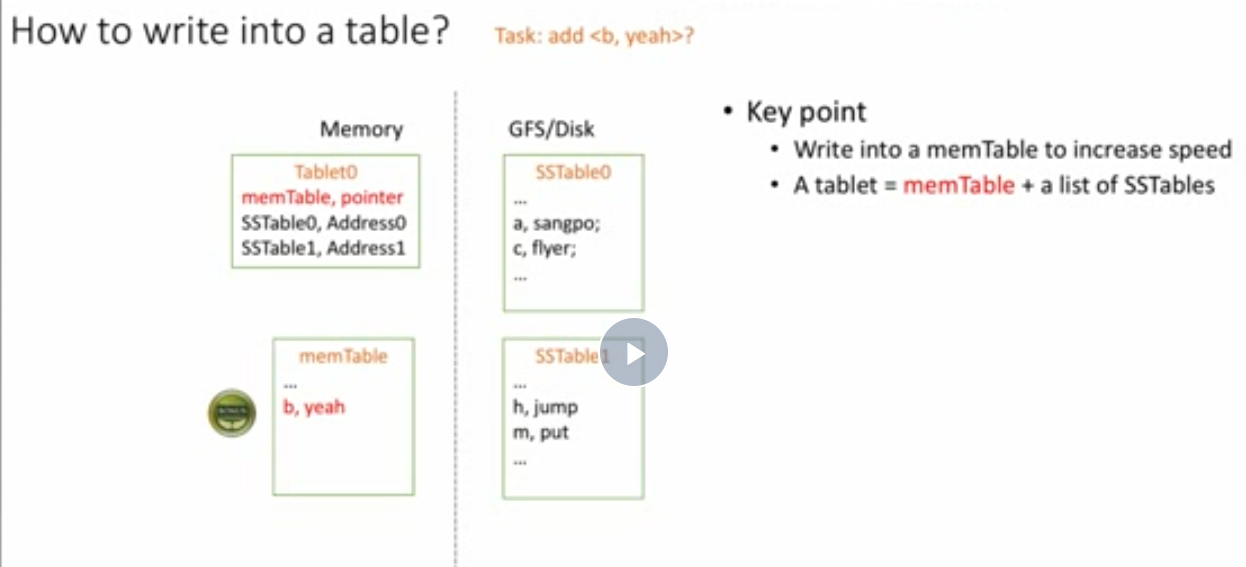 How to write into a table?
Task: add <b, yeah>?
Memory
GFS/Disk
Tablet0
memTable, pointer
SSTable0, Address0
SSTable1, Address1
SSTable0
...
a, sangpo;
c, flyer;
...
memTable
...
b, yeah
SSTable1
...
h, jump
m, put
...
• Key point
• Write into a memTable to increase speed
• A tablet = memTable + a list of SSTables